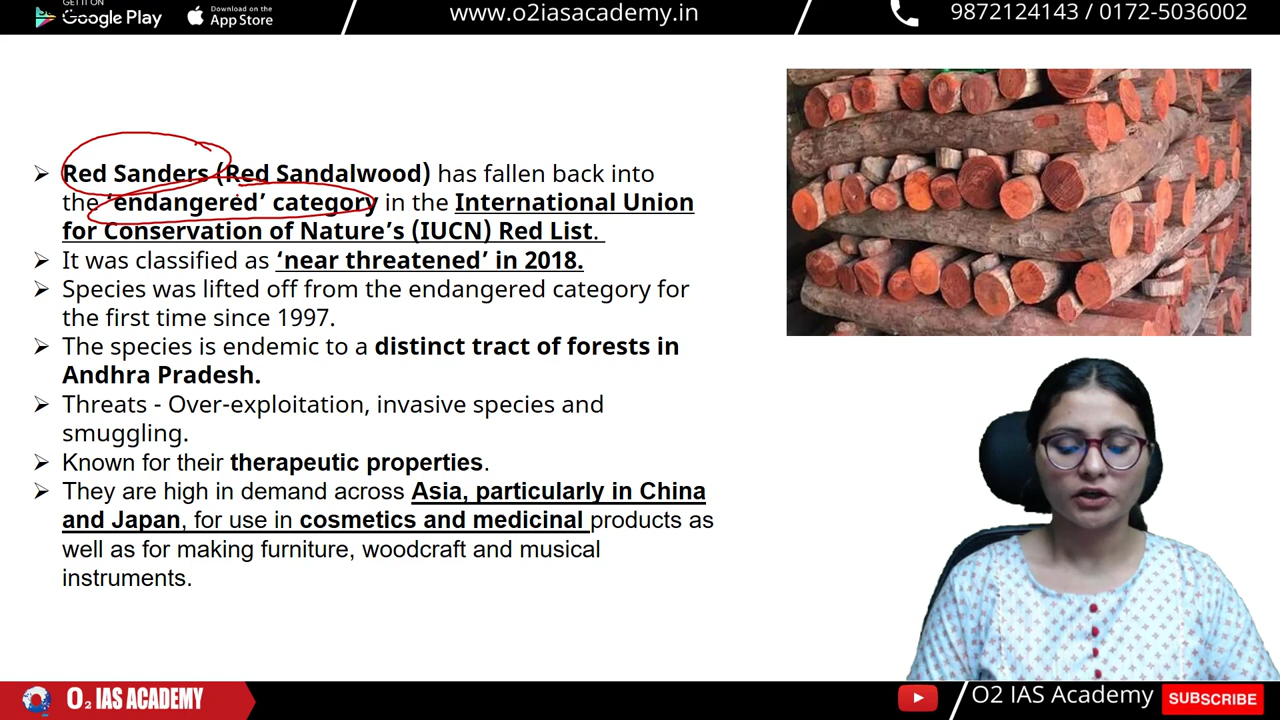 GET IT ON
Google Play
Download on the
App Store
www.o2iasacademy.in
9872124143 / 0172-5036002
➢ Red Sanders (Red Sandalwood) has fallen back into
the ‘endangered’ category in the International Union
for Conservation of Nature’s (IUCN) Red List.
➢ It was classified as ‘near threatened’ in 2018.
➢ Species was lifted off from the endangered category for
the first time since 1997.
➢ The species is endemic to a distinct tract of forests in
Andhra Pradesh.
➢ Threats - Over-exploitation, invasive species and
smuggling.
➢ Known for their therapeutic properties.
➢ They are high in demand across Asia, particularly in China
and Japan, for use in cosmetics and medicinal products as
well as for making furniture, woodcraft and musical
instruments.
O₂ IAS ACADEMY
O2 IAS Academy
SUBSCRIBE